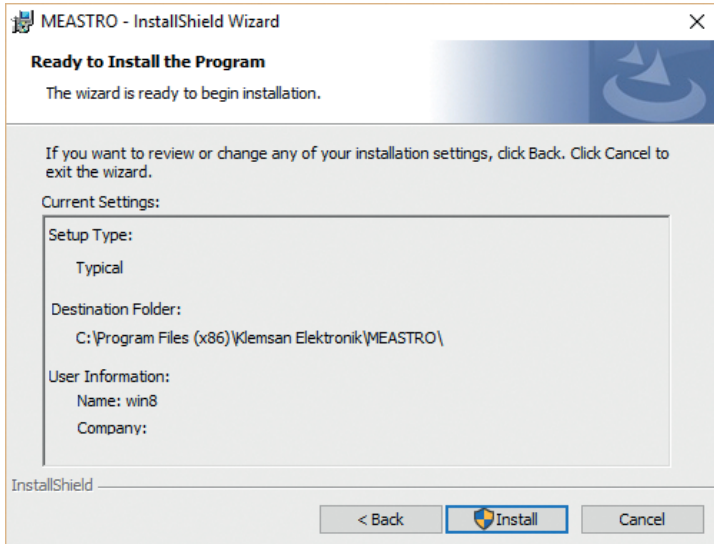 MEASTRO - InstallShield Wizard
Ready to Install the Program
The wizard is ready to begin installation.
If you want to review or change any of your installation settings, click Back. Click Cancel to
exit the wizard.
Current Settings:
Setup Type:
Typical
Destination Folder:
C:\Program Files (x86)\Klemsan Elektronik\MEASTRO\
User Information:
Name: win8
Company:
InstallShield
< Back
Install
Cancel